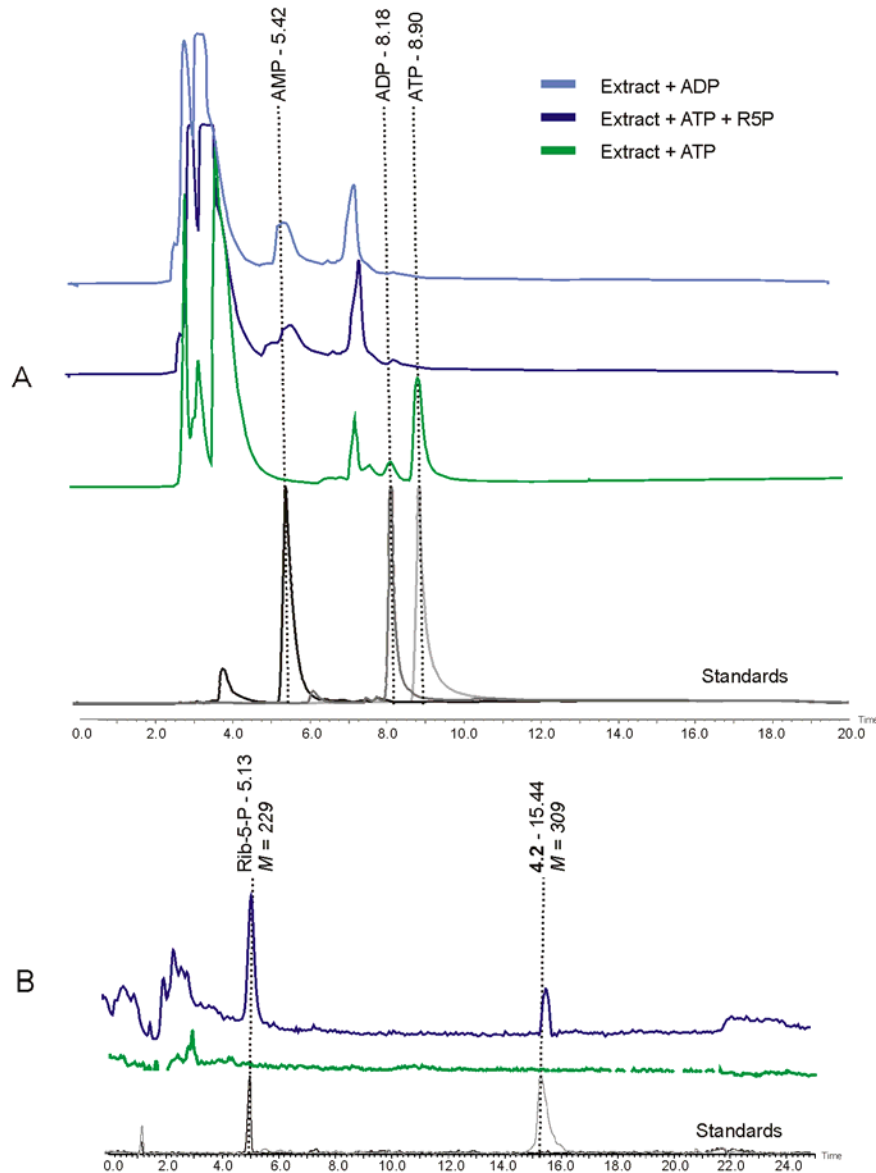 AMP - 5.42
ADP - 8.18
ATP - 8.90
Extract + ADP
Extract + ATP + R5P
Extract + ATP
A
Standards
0.0 2.0 4.0 6.0 8.0 10.0 12.0 14.0 16.0 18.0 20.0
Time
Rib-5-P - 5.13
M = 229
4.2 - 15.44
M = 309
B
Standards
0.0 2.0 4.0 6.0 8.0 10.0 12.0 14.0 16.0 18.0 20.0 22.0 24.0
Time